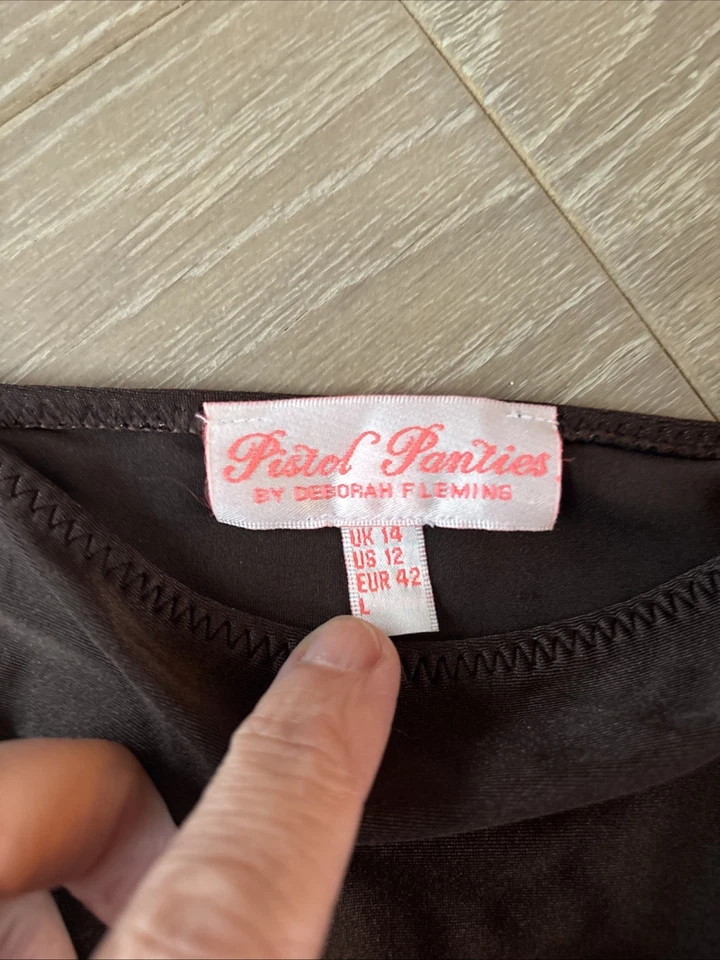 Pistol Panties
BY DEBORAH FLEMING
UK 14
US 12
EUR 42
L